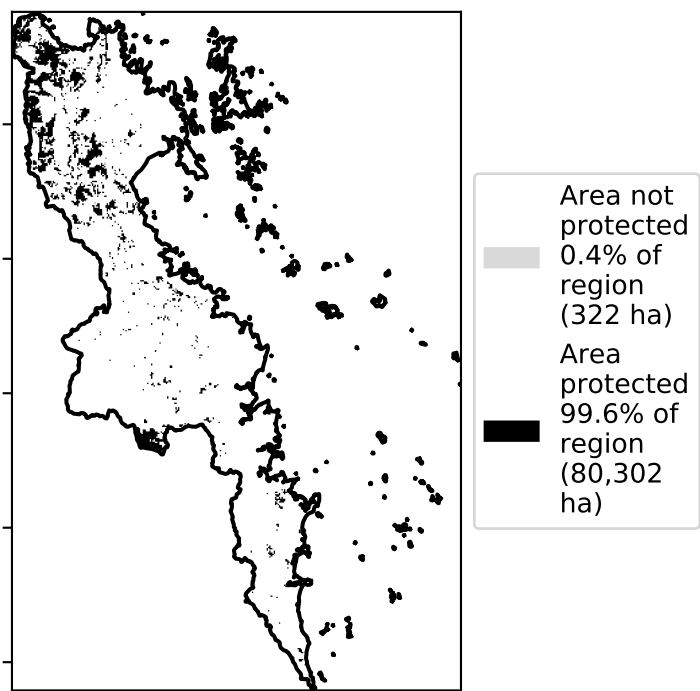 Area not
protected
0.4% of
region
(322 ha)
Area
protected
99.6% of
region
(80,302
ha)